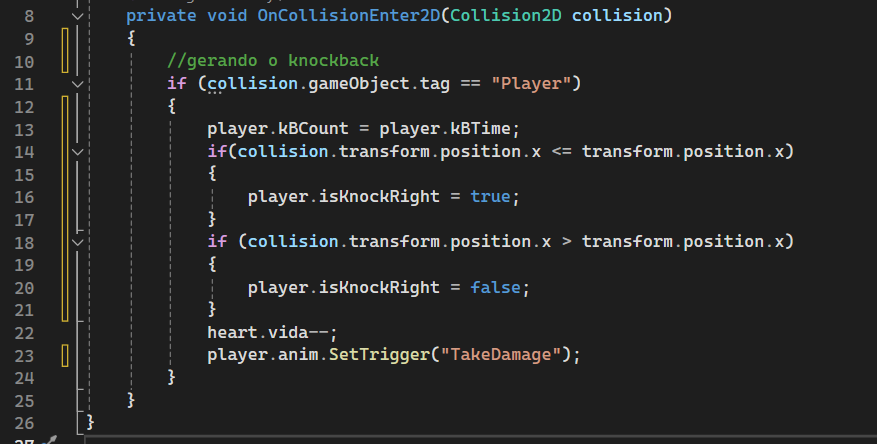 8 private void OnCollisionEnter2D(Collision2D collision)
9 {
10 //gerando o knockback
11 if (collision.gameObject.tag == "Player")
12 {
13 player.kBCount = player.kBTime;
14 if(collision.transform.position.x <= transform.position.x)
15 {
16 player.isKnockRight = true;
17 }
18 if (collision.transform.position.x > transform.position.x)
19 {
20 player.isKnockRight = false;
21 }
22 heart.vida--;
23 player.anim.SetTrigger("TakeDamage");
24 }
25 }
26 }
27